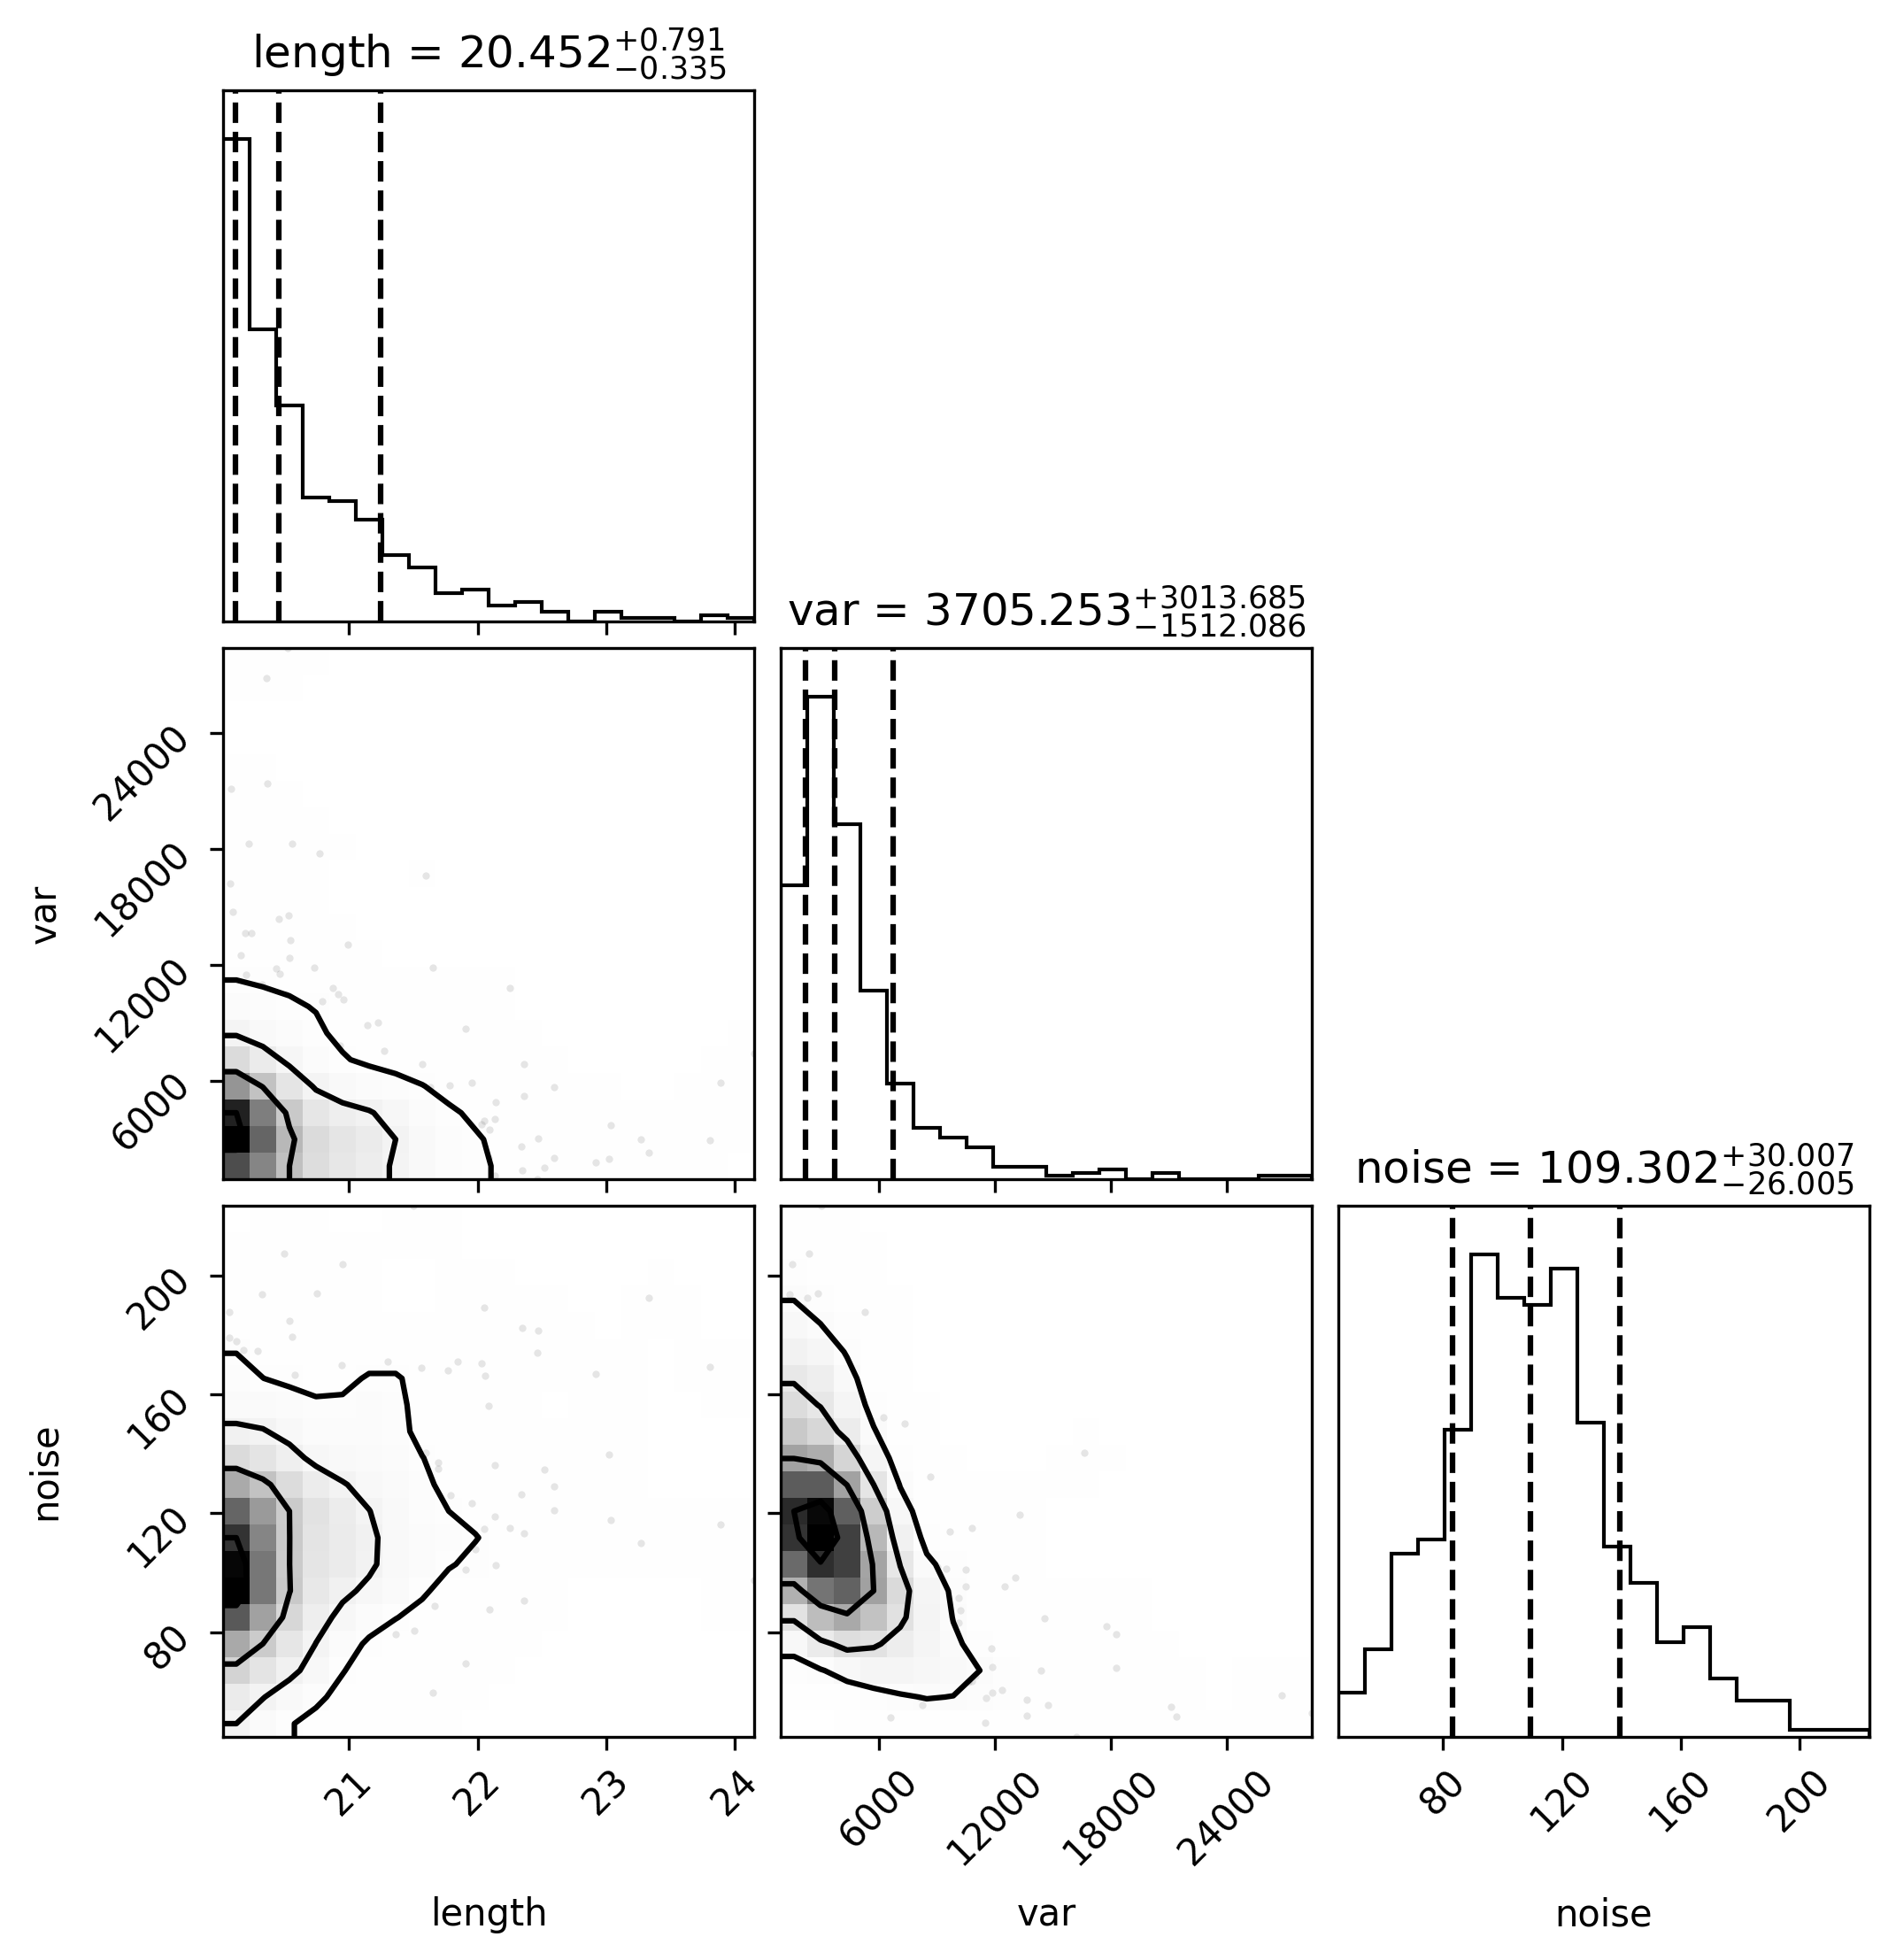 length = 20.452 +0.791 −0.335
var = 3705.253 +3013.685 −1512.086
24000
18000
12000
6000
var
noise = 109.302 +30.007 −26.005
200
160
120
80
noise
21 22 23 24
6000 12000 18000 24000
80 120 160 200
length
var
noise